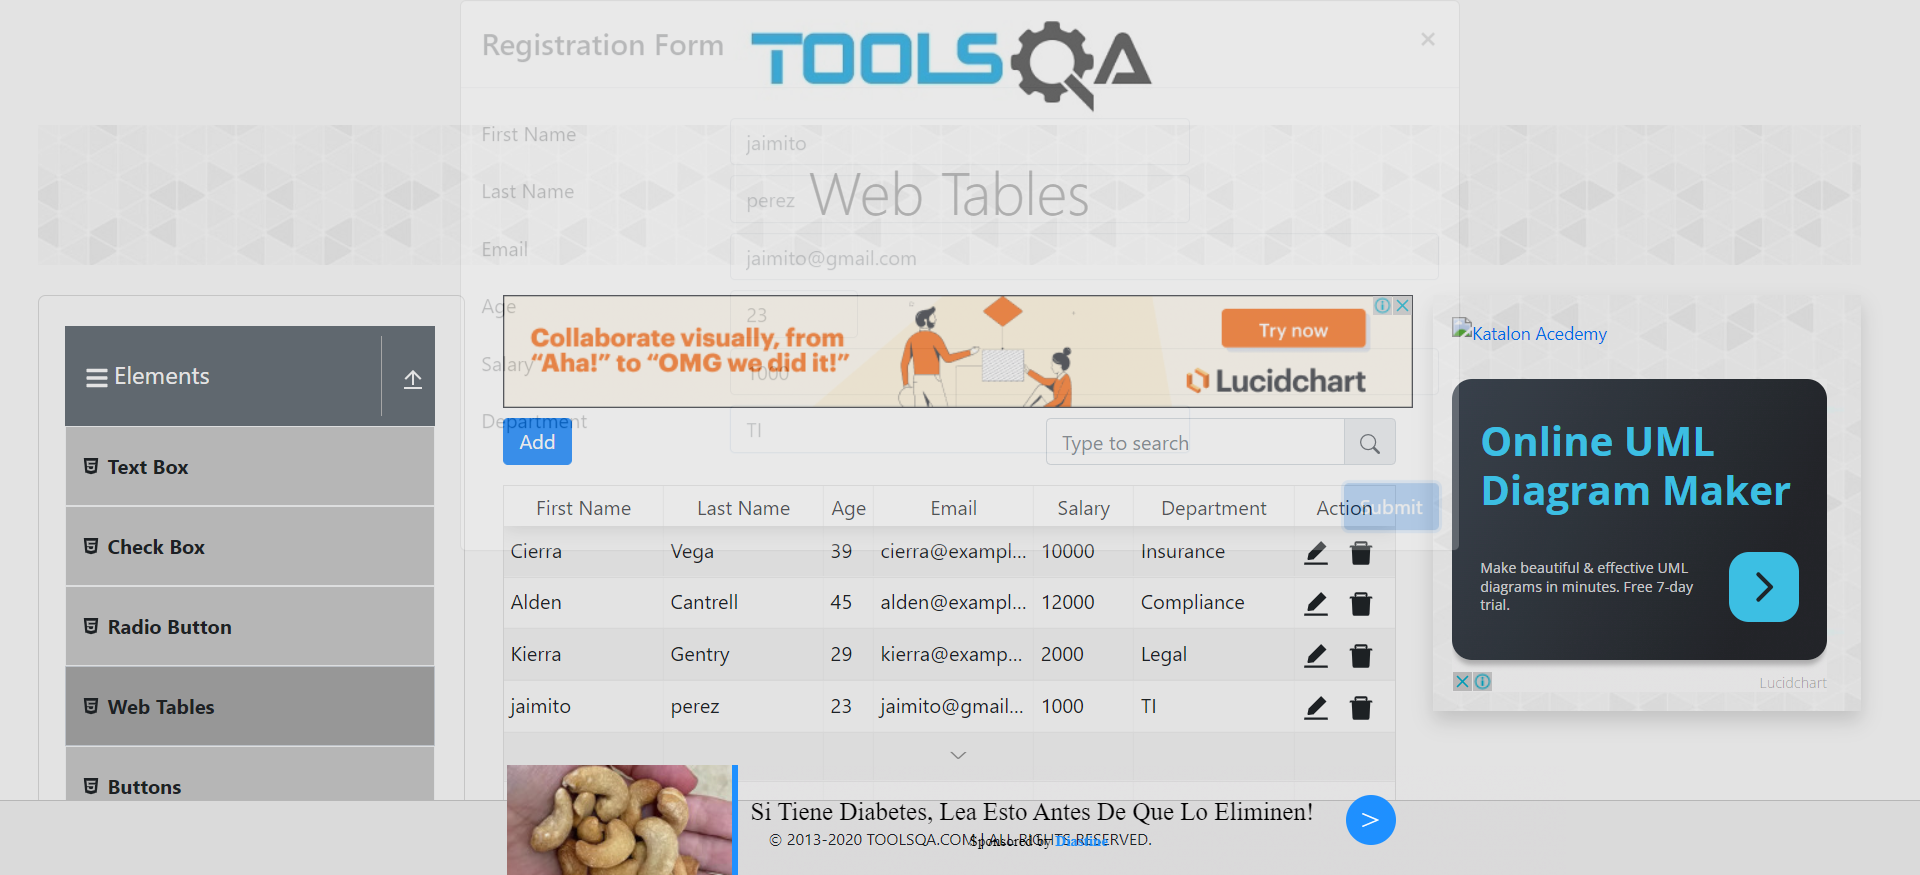 Registration Form
TOOLSQA
×
First Name
jaimito
Last Name
perez
Web Tables
Email
jaimito@gmail.com
Age
23
Salary
1000
Department
TI
Submit
Elements
Text Box
Check Box
Radio Button
Web Tables
Buttons
Collaborate visually, from
“Aha!” to “OMG we did it!”
Try now
Lucidchart
Add
Type to search
First Name Last Name Age Email Salary Department Action
Cierra Vega 39 cierra@exampl... 10000 Insurance
Alden Cantrell 45 alden@exampl... 12000 Compliance
Kierra Gentry 29 kierra@examp... 2000 Legal
jaimito perez 23 jaimito@gmail... 1000 TI
Katalon Acedemy
Online UML
Diagram Maker
Make beautiful & effective UML
diagrams in minutes. Free 7-day
trial.
Lucidchart
Si Tiene Diabetes, Lea Esto Antes De Que Lo Eliminen!
© 2013-2020 TOOLSQA.COM | ALL RIGHTS RESERVED.
Sponsored by